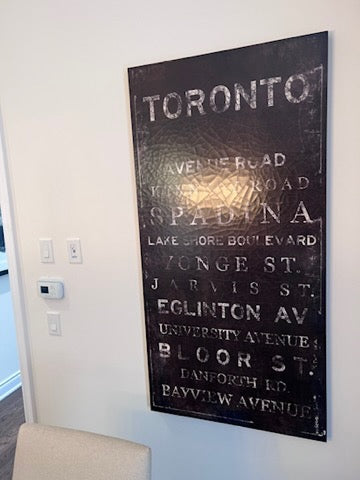 TORONTO
AVENUE ROAD
ROAD
SPADINA
LAKE SHORE BOULEVARD
YONGE ST.
JARVIS ST.
EGLINTON AV
UNIVERSITY AVENUE
BLOOR ST.
DANFORTH RD.
BAYVIEW AVENUE